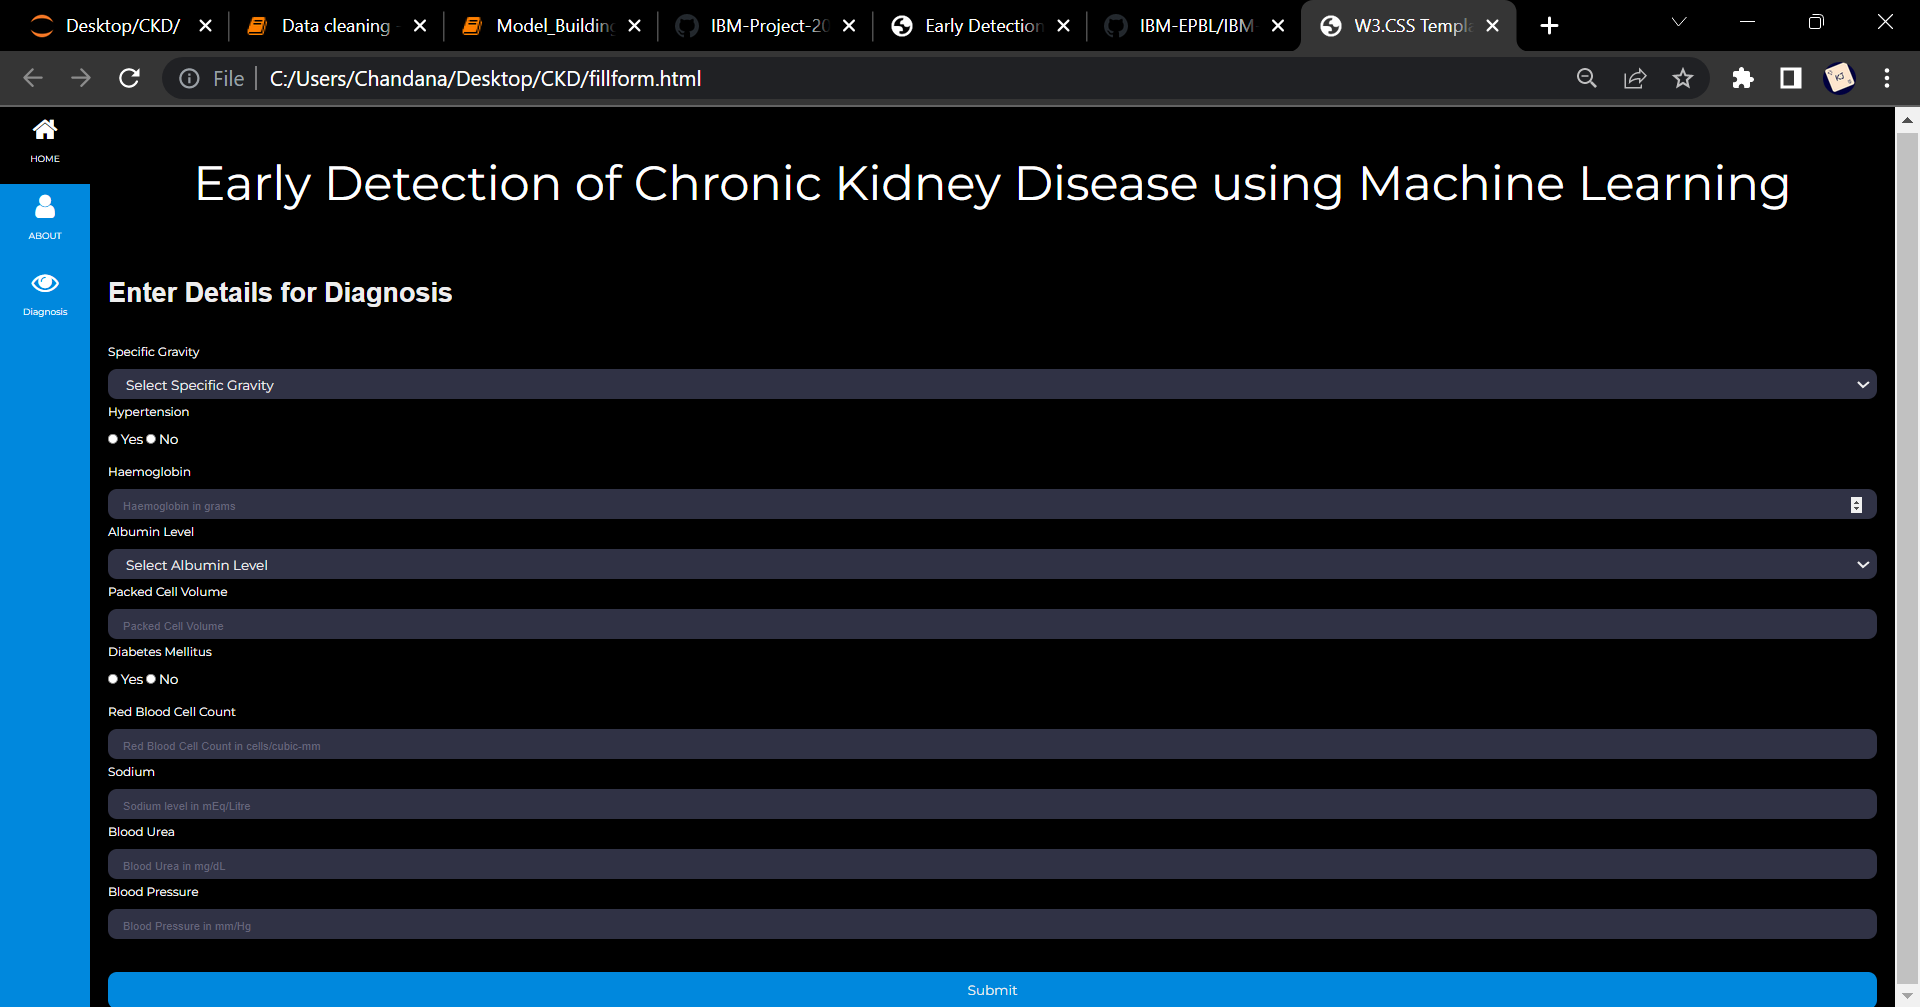 Desktop/CKD/
Data cleaning -
Model_Building
IBM-Project-20
Early Detection
IBM-EPBL/IBM-
W3.CSS Templa
File
C:/Users/Chandana/Desktop/CKD/fillform.html
HOME
ABOUT
Diagnosis
Early Detection of Chronic Kidney Disease using Machine Learning
Enter Details for Diagnosis
Specific Gravity
Select Specific Gravity
Hypertension
Yes No
Haemoglobin
Haemoglobin in grams
Albumin Level
Select Albumin Level
Packed Cell Volume
Packed Cell Volume
Diabetes Mellitus
Yes No
Red Blood Cell Count
Red Blood Cell Count in cells/cubic-mm
Sodium
Sodium level in mEq/Litre
Blood Urea
Blood Urea in mg/dL
Blood Pressure
Blood Pressure in mm/Hg
Submit